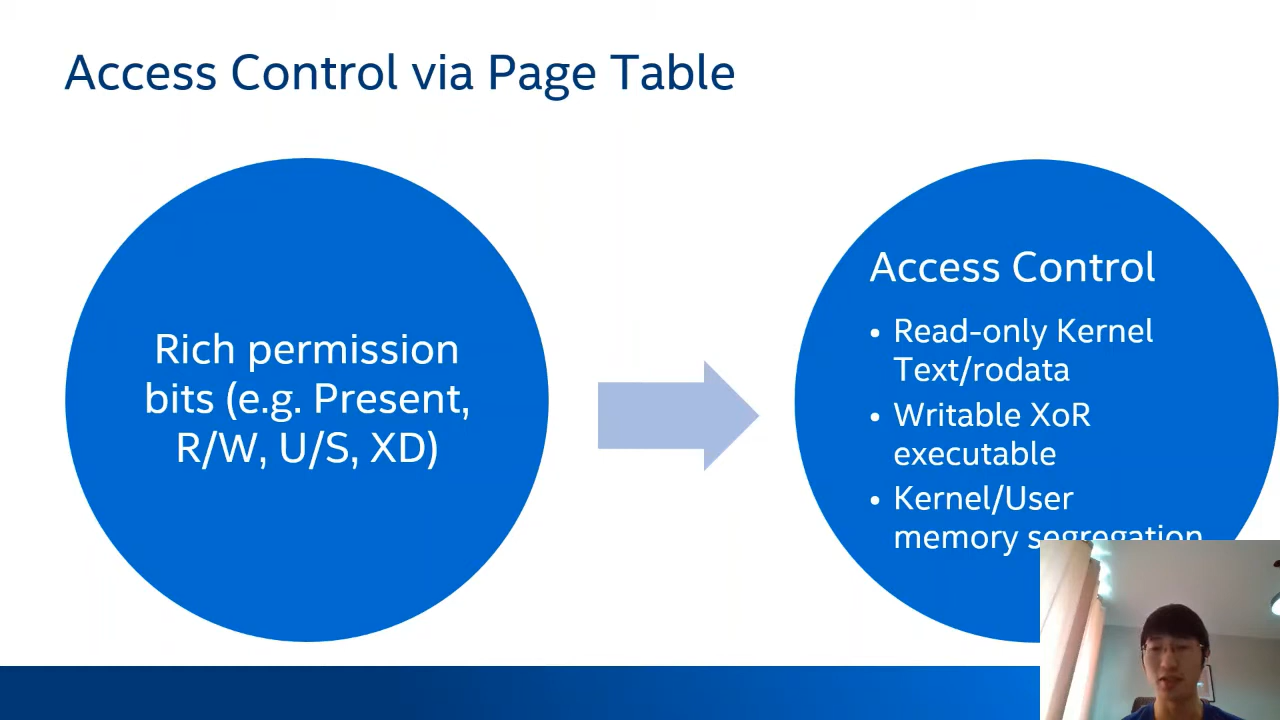 Access Control via Page Table
Rich permission
bits (e.g. Present,
R/W, U/S, XD)
Access Control
• Read-only Kernel
Text/rodata
• Writable XoR
executable
• Kernel/User
memory segregation